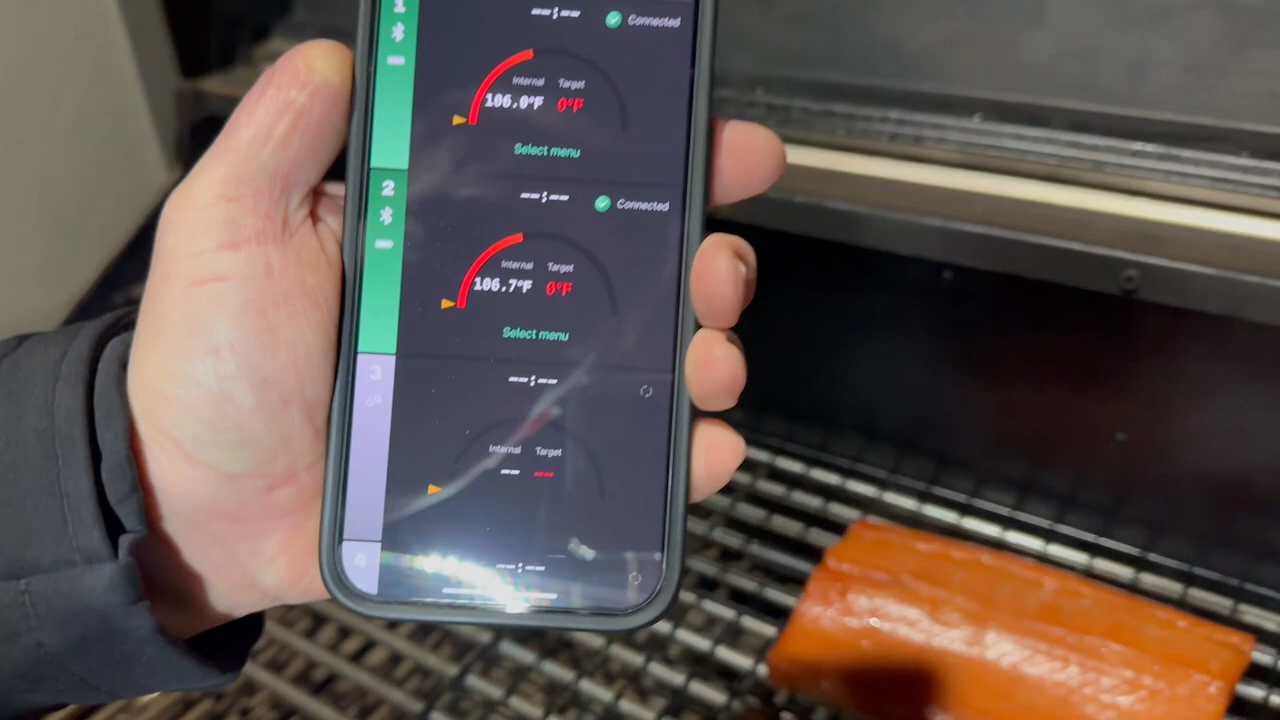 1
--:-- Connected
Internal Target
106.0°F 0°F
Select menu
2
--:-- Connected
Internal Target
106.7°F 0°F
Select menu
3
--:--
Internal Target
-- --
4
--:--